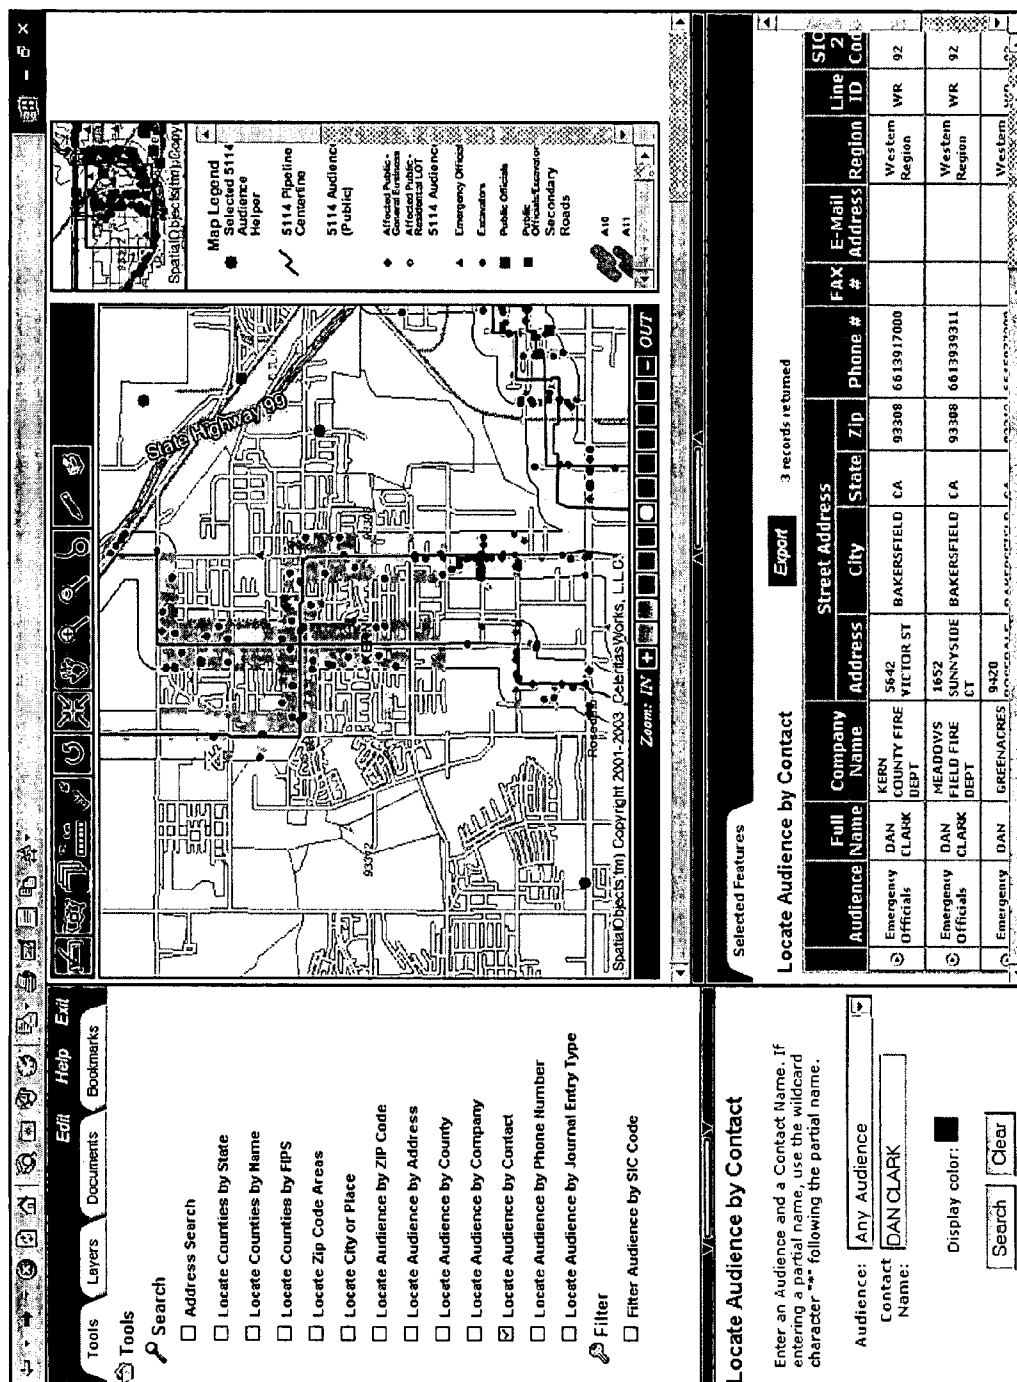 Edit Help Exit
Tools Layers Documents Bookmarks
Tools
Search
Address Search
Locate Counties by State
Locate Counties by Name
Locate Counties by FIPS
Locate Zip Code Areas
Locate City or Place
Locate Audience by ZIP Code
Locate Audience by Address
Locate Audience by County
Locate Audience by Company
Locate Audience by Contact
Locate Audience by Phone Number
Locate Audience by Journal Entry Type
Filter
Filter Audience by SIC Code
State Highway 99
93312
SpatialObjects(tm) Copyright 2001-2003, CeleritasWorks, L.L.C.
Zoom: IN + - OUT
SpatialObjects(tm) Copy
Map Legend
Selected 5114
Audience
Helper
5114 Pipeline
Centerline
5114 Audienc
(Public)
Affected Public -
General Business
Affected Public -
Residental LOT
5114 Audienc
Emergency Official
Excavators
Public Officials
Public
Officials/Excavator
Secondary
Roads
A10
A11
Locate Audience by Contact
Enter an Audience and a Contact Name. If
entering a partial name, use the wildcard
character "*" following the partial name.
Audience: Any Audience
Contact
Name: DAN CLARK
Display color:
Search Clear
Selected Features
Locate Audience by Contact Export 3 records returned
Street Address
Audience Full Name Company Name Address City State Zip Phone # FAX # E-Mail Address Region Line ID SIC 2 Cod
Emergency Officials DAN CLARK KERN COUNTY FIRE DEPT 5642 VICTOR ST BAKERSFIELD CA 93308 6613917000 Western Region WR 92
Emergency Officials DAN CLARK MEADOWS FIELD FIRE DEPT 1652 SUNNYSIDE CT BAKERSFIELD CA 93308 6613939311 Western Region WR 92
Emergency DAN GREENACRES 9420 Western